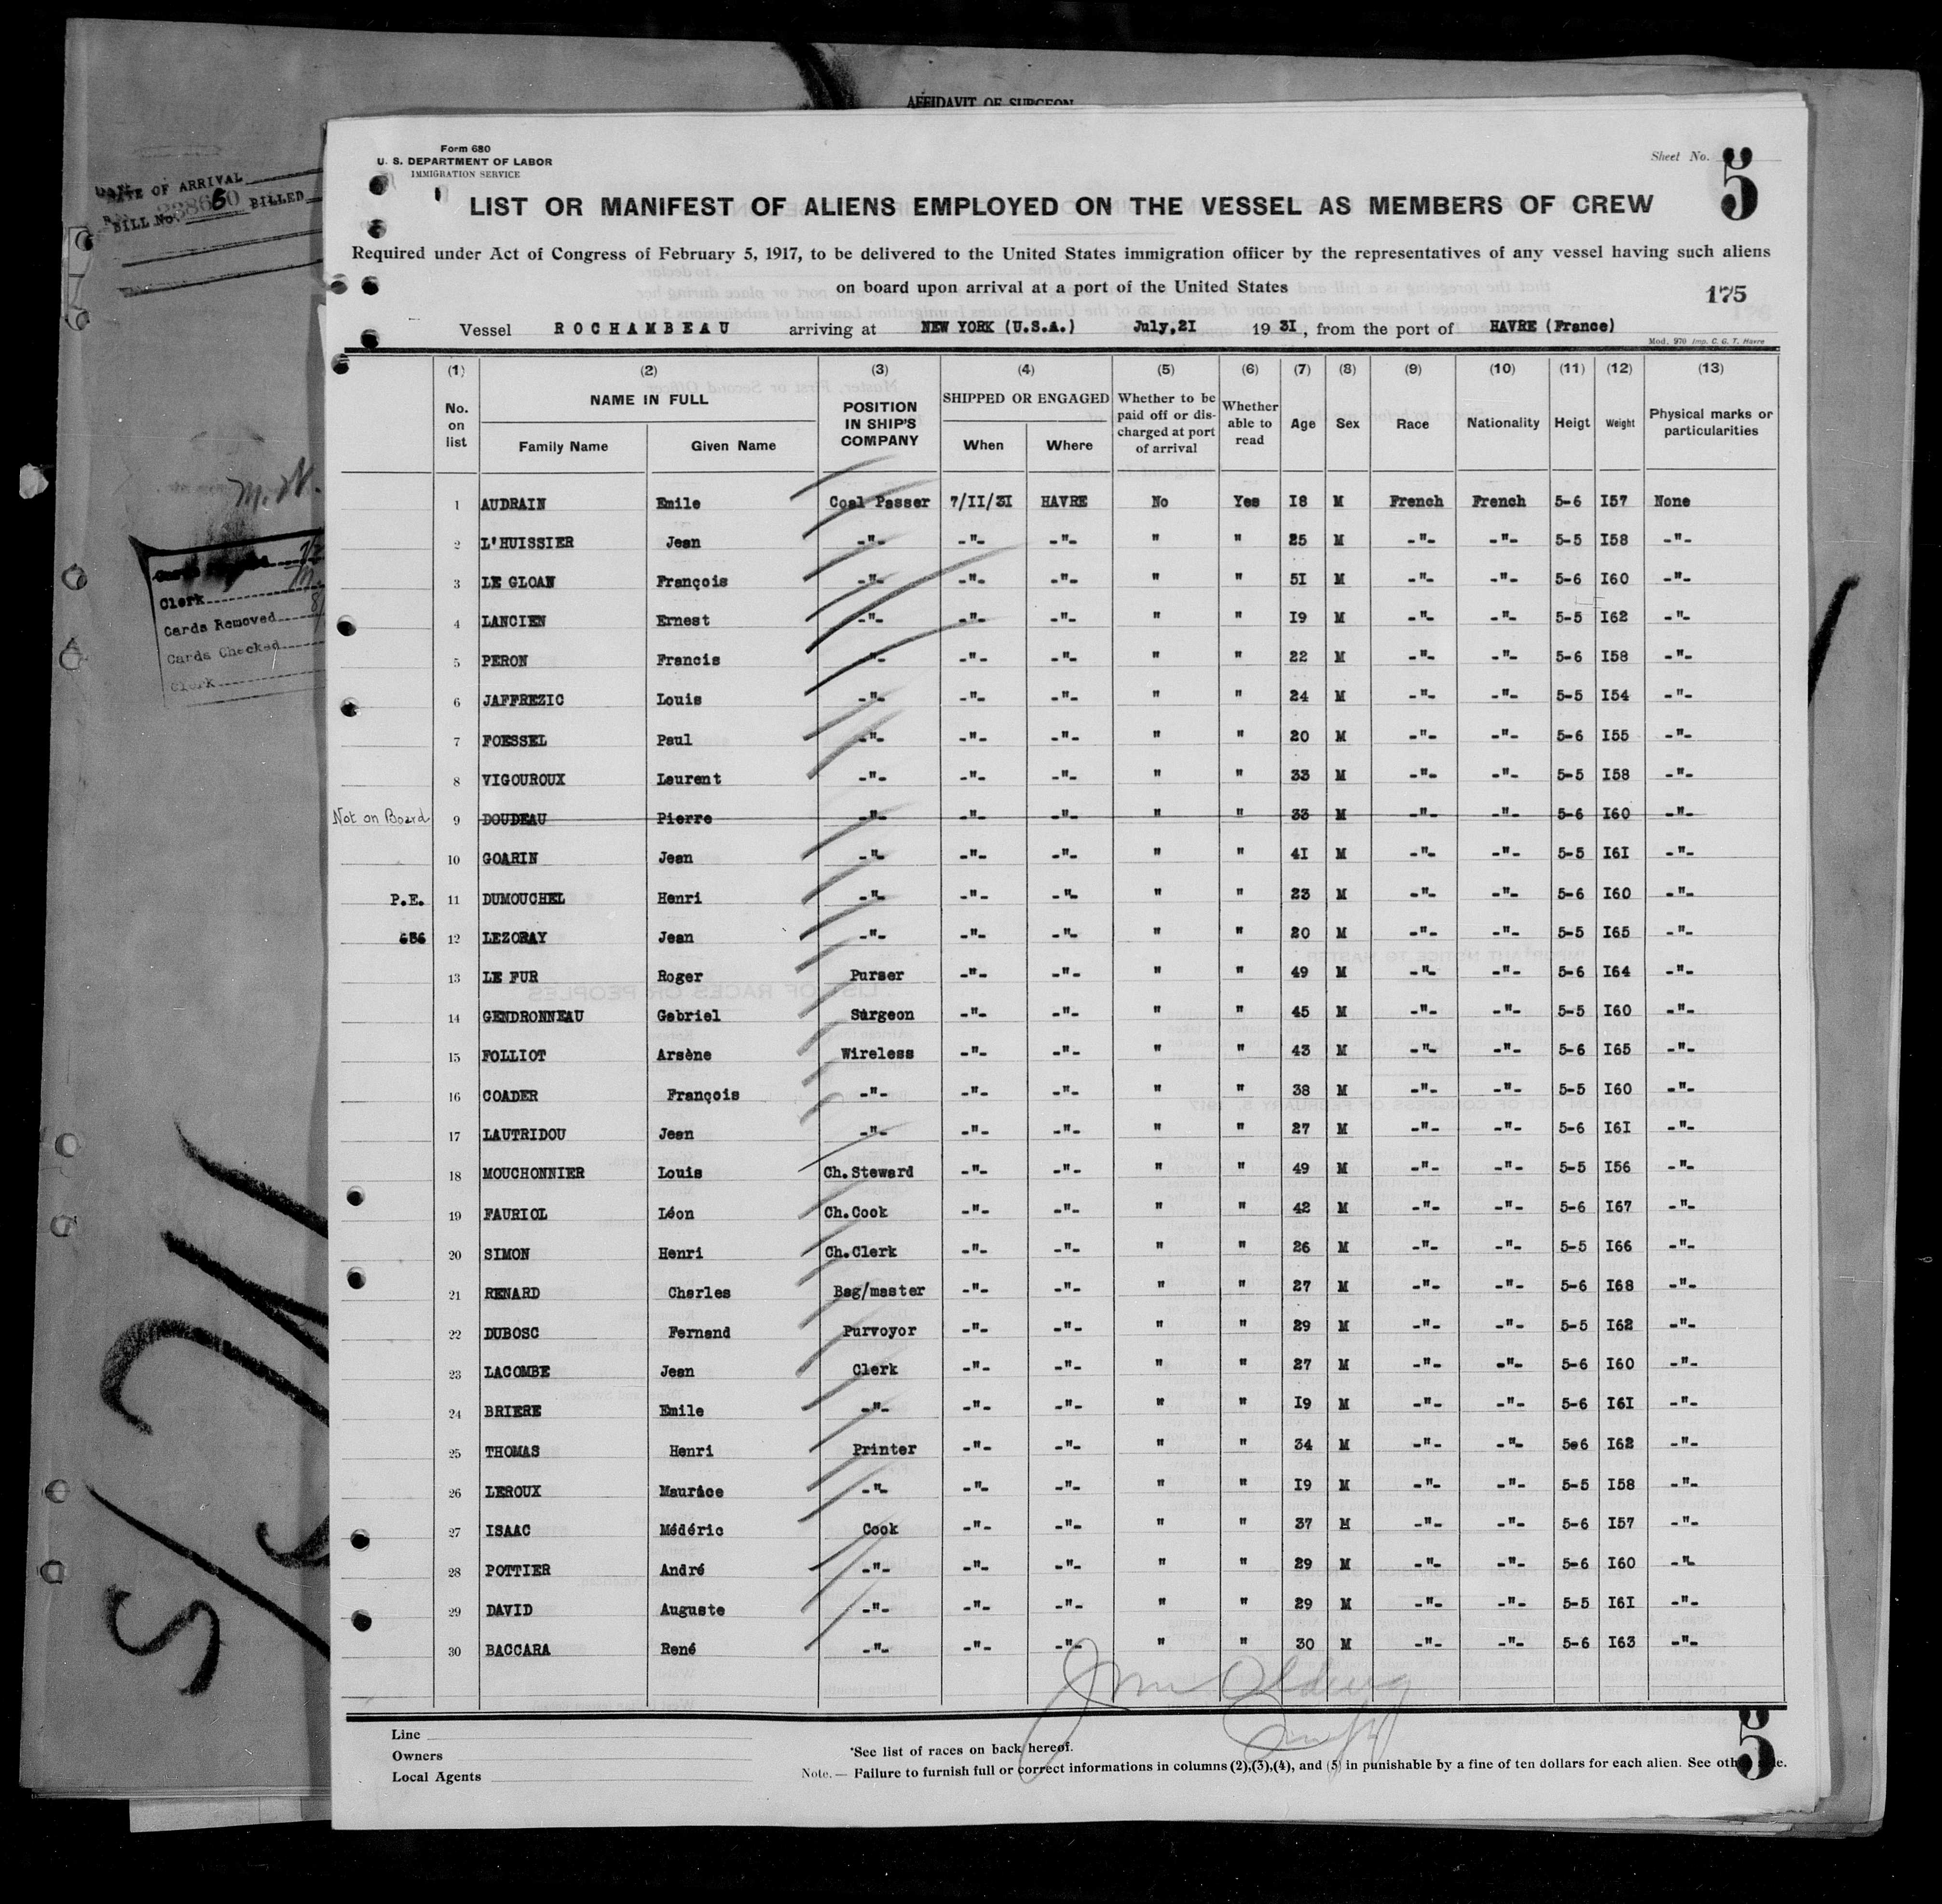 AFFIDAVIT OF SURGEON
DATE OF ARRIVAL
BILL No. BILLED
M. N.
Clerk
Cards Removed
Cards Checked
Clerk
Form 680
U. S. DEPARTMENT OF LABOR
IMMIGRATION SERVICE
Sheet No. 5
LIST OR MANIFEST OF ALIENS EMPLOYED ON THE VESSEL AS MEMBERS OF CREW
Required under Act of Congress of February 5, 1917, to be delivered to the United States immigration officer by the representatives of any vessel having such aliens
on board upon arrival at a port of the United States
175
Vessel ROCHAMBEAU arriving at NEW YORK (U.S.A.) July,2I 19 3I, from the port of HAVRE (France)
Mod. 970 Imp. C. G. T. Havre
(1) (2) (3) (4) (5) (6) (7) (8) (9) (10) (11) (12) (13)
No. on list NAME IN FULL Family Name Given Name POSITION IN SHIP'S COMPANY SHIPPED OR ENGAGED When Where Whether to be paid off or discharged at port of arrival Whether able to read Age Sex Race Nationality Heigt Weight Physical marks or particularities
1 AUDRAIN Emile Coal Passer 7/II/3I HAVRE No Yes I8 M French French 5-6 I57 None
2 L'HUISSIER Jean -"- -"- -"- " " 25 M -"- -"- 5-5 I58 -"-
3 LE GLOAN François -"- -"- -"- " " 5I M -"- -"- 5-6 I60 -"-
4 LANCIEN Ernest -"- -"- -"- " " I9 M -"- -"- 5-5 I62 -"-
5 PERON Francis -"- -"- -"- " " 22 M -"- -"- 5-6 I58 -"-
6 JAFFREZIC Louis -"- -"- -"- " " 24 M -"- -"- 5-5 I54 -"-
7 FOESSEL Paul -"- -"- -"- " " 20 M -"- -"- 5-6 I55 -"-
8 VIGOUROUX Laurent -"- -"- -"- " " 33 M -"- -"- 5-5 I58 -"-
Not on Board 9 DOUDEAU Pierre -"- -"- -"- " " 33 M -"- -"- 5-6 I60 -"-
10 GOARIN Jean -"- -"- -"- " " 4I M -"- -"- 5-5 I6I -"-
P.E. 11 DUMOUCHEL Henri -"- -"- -"- " " 23 M -"- -"- 5-6 I60 -"-
12 LEZORAY Jean -"- -"- -"- " " 20 M -"- -"- 5-5 I65 -"-
13 LE FUR Roger Purser -"- -"- " " 49 M -"- -"- 5-6 I64 -"-
14 GENDRONNEAU Gabriel Surgeon -"- -"- " " 45 M -"- -"- 5-5 I60 -"-
15 FOLLIOT Arsène Wireless -"- -"- " " 43 M -"- -"- 5-6 I65 -"-
16 COADER François -"- -"- -"- " " 38 M -"- -"- 5-5 I60 -"-
17 LAUTRIDOU Jean -"- -"- -"- " " 27 M -"- -"- 5-6 I6I -"-
18 MOUCHONNIER Louis Ch.Steward -"- -"- " " 49 M -"- -"- 5-5 I56 -"-
19 FAURIOL Léon Ch.Cook -"- -"- " " 42 M -"- -"- 5-6 I67 -"-
20 SIMON Henri Ch.Clerk -"- -"- " " 26 M -"- -"- 5-5 I66 -"-
21 RENARD Charles Bag/master -"- -"- " " 27 M -"- -"- 5-6 I68 -"-
22 DUBOSC Fernand Purvoyor -"- -"- " " 29 M -"- -"- 5-5 I62 -"-
23 LACOMBE Jean Clerk -"- -"- " " 27 M -"- -"- 5-6 I60 -"-
24 BRIERE Emile -"- -"- -"- " " I9 M -"- -"- 5-6 I6I -"-
25 THOMAS Henri Printer -"- -"- " " 34 M -"- -"- 5e6 I62 -"-
26 LEROUX Maurice -"- -"- -"- " " I9 M -"- -"- 5-5 I58 -"-
27 ISAAC Médéric Cook -"- -"- " " 37 M -"- -"- 5-6 I57 -"-
28 POTTIER André -"- -"- -"- " " 29 M -"- -"- 5-6 I60 -"-
29 DAVID Auguste -"- -"- -"- " " 29 M -"- -"- 5-5 I6I -"-
30 BACCARA René -"- -"- -"- " " 30 M -"- -"- 5-6 I63 -"-
Line
Owners
Local Agents
*See list of races on back hereof.
Note.— Failure to furnish full or correct informations in columns (2),(3),(4), and (5) in punishable by a fine of ten dollars for each alien. See other side.
5